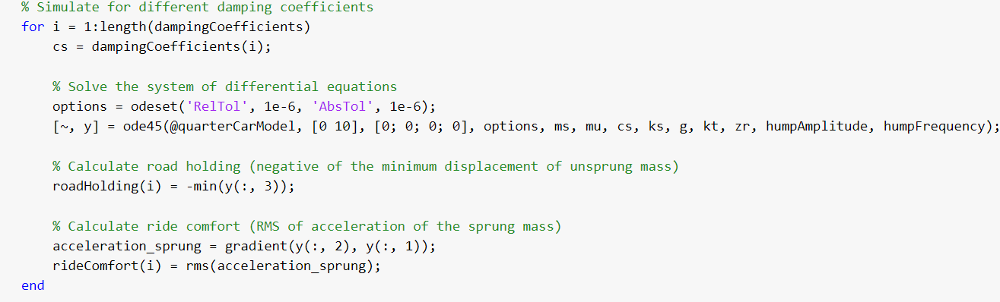 % Simulate for different damping coefficients
for i = 1:length(dampingCoefficients)
    cs = dampingCoefficients(i);
    % Solve the system of differential equations
    options = odeset('RelTol', 1e-6, 'AbsTol', 1e-6);
    [~, y] = ode45(@quarterCarModel, [0 10], [0; 0; 0; 0], options, ms, mu, cs, ks, g, kt, zr, humpAmplitude, humpFrequency);
    % Calculate road holding (negative of the minimum displacement of unsprung mass)
    roadHolding(i) = -min(y(:, 3));
    % Calculate ride comfort (RMS of acceleration of the sprung mass)
    acceleration_sprung = gradient(y(:, 2), y(:, 1));
    rideComfort(i) = rms(acceleration_sprung);
end